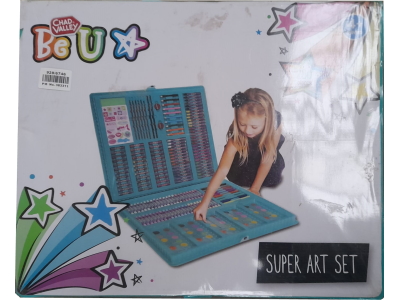 CHAD
VALLEY
Be U
SUPER ART SET